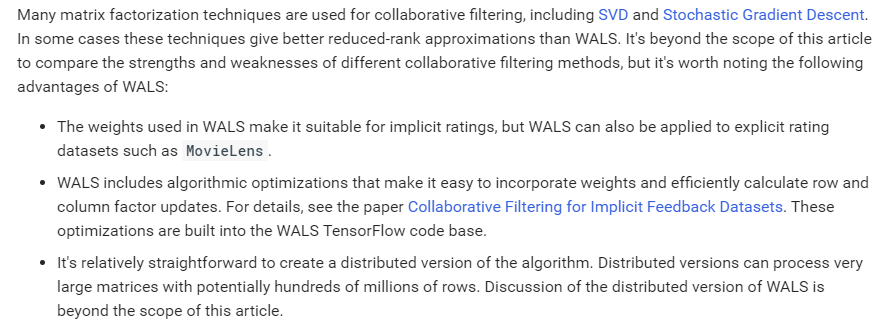 Many matrix factorization techniques are used for collaborative filtering, including SVD and Stochastic Gradient Descent.
In some cases these techniques give better reduced-rank approximations than WALS. It's beyond the scope of this article
to compare the strengths and weaknesses of different collaborative filtering methods, but it's worth noting the following
advantages of WALS:
• The weights used in WALS make it suitable for implicit ratings, but WALS can also be applied to explicit rating
datasets such as MovieLens.
• WALS includes algorithmic optimizations that make it easy to incorporate weights and efficiently calculate row and
column factor updates. For details, see the paper Collaborative Filtering for Implicit Feedback Datasets. These
optimizations are built into the WALS TensorFlow code base.
• It's relatively straightforward to create a distributed version of the algorithm. Distributed versions can process very
large matrices with potentially hundreds of millions of rows. Discussion of the distributed version of WALS is
beyond the scope of this article.